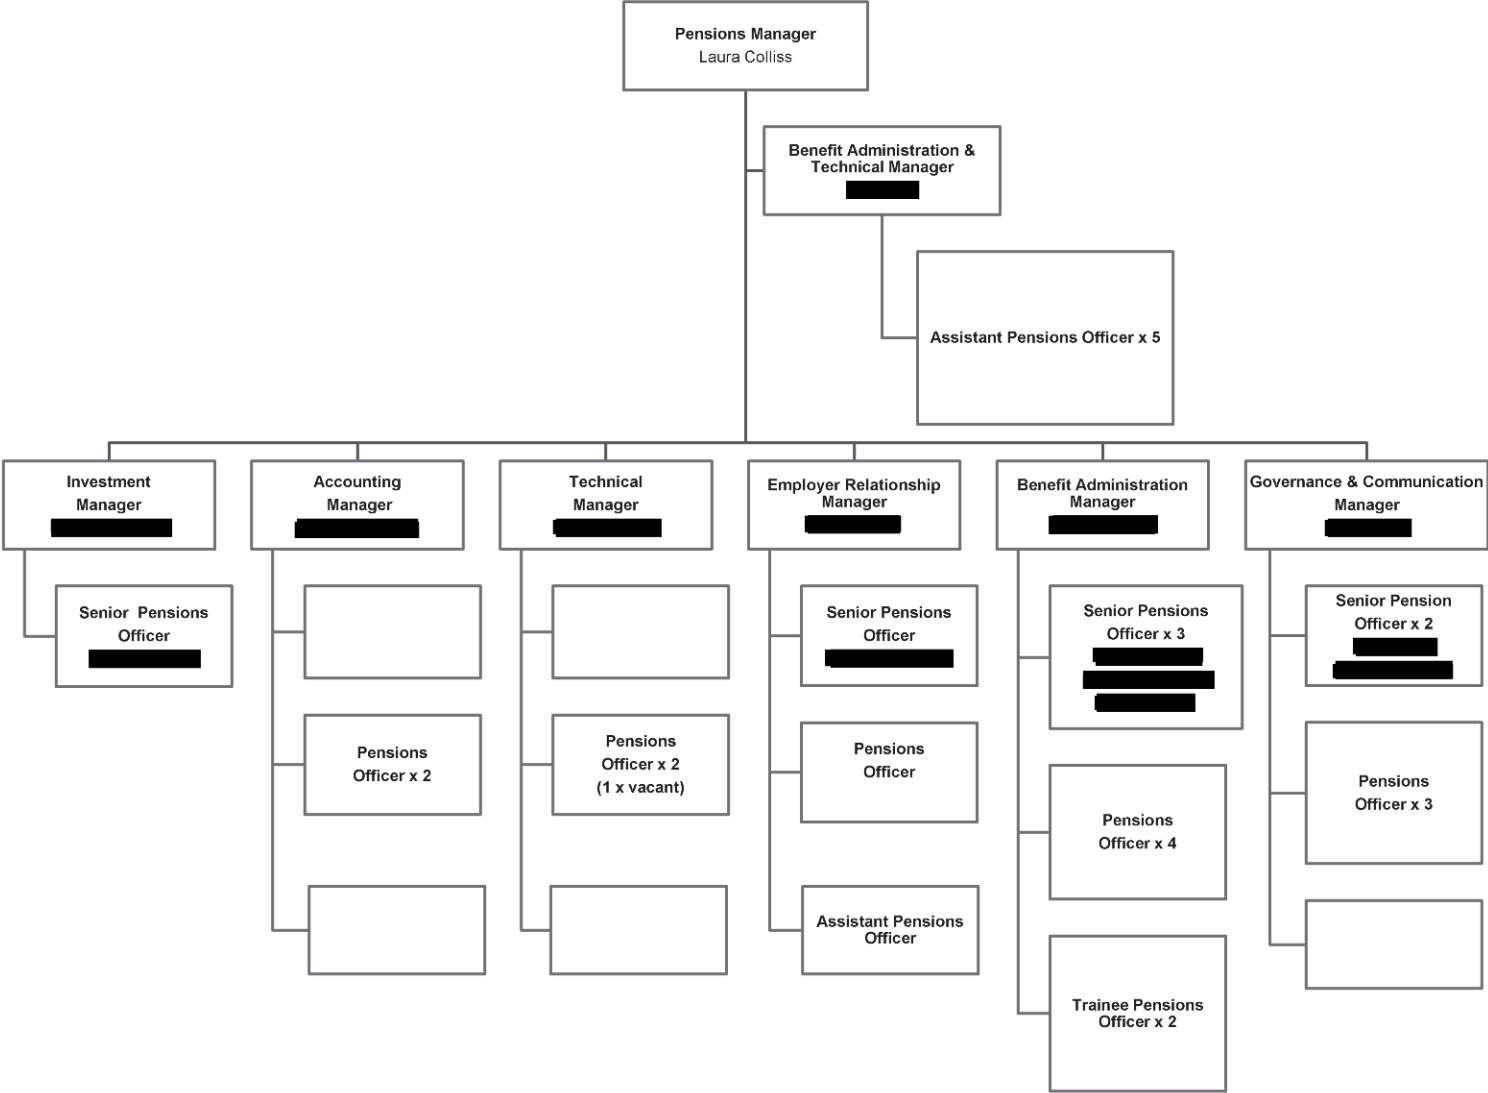 Pensions Manager
Laura Colliss
Benefit Administration &
Technical Manager
Assistant Pensions Officer x 5
Investment
Manager
Accounting
Manager
Technical
Manager
Employer Relationship
Manager
Benefit Administration
Manager
Governance & Communication
Manager
Senior Pensions
Officer
Senior Pensions
Officer
Senior Pensions
Officer x 3
Senior Pension
Officer x 2
Pensions
Officer x 2
Pensions
Officer x 2
(1 x vacant)
Pensions
Officer
Pensions
Officer x 4
Pensions
Officer x 3
Assistant Pensions
Officer
Trainee Pensions
Officer x 2